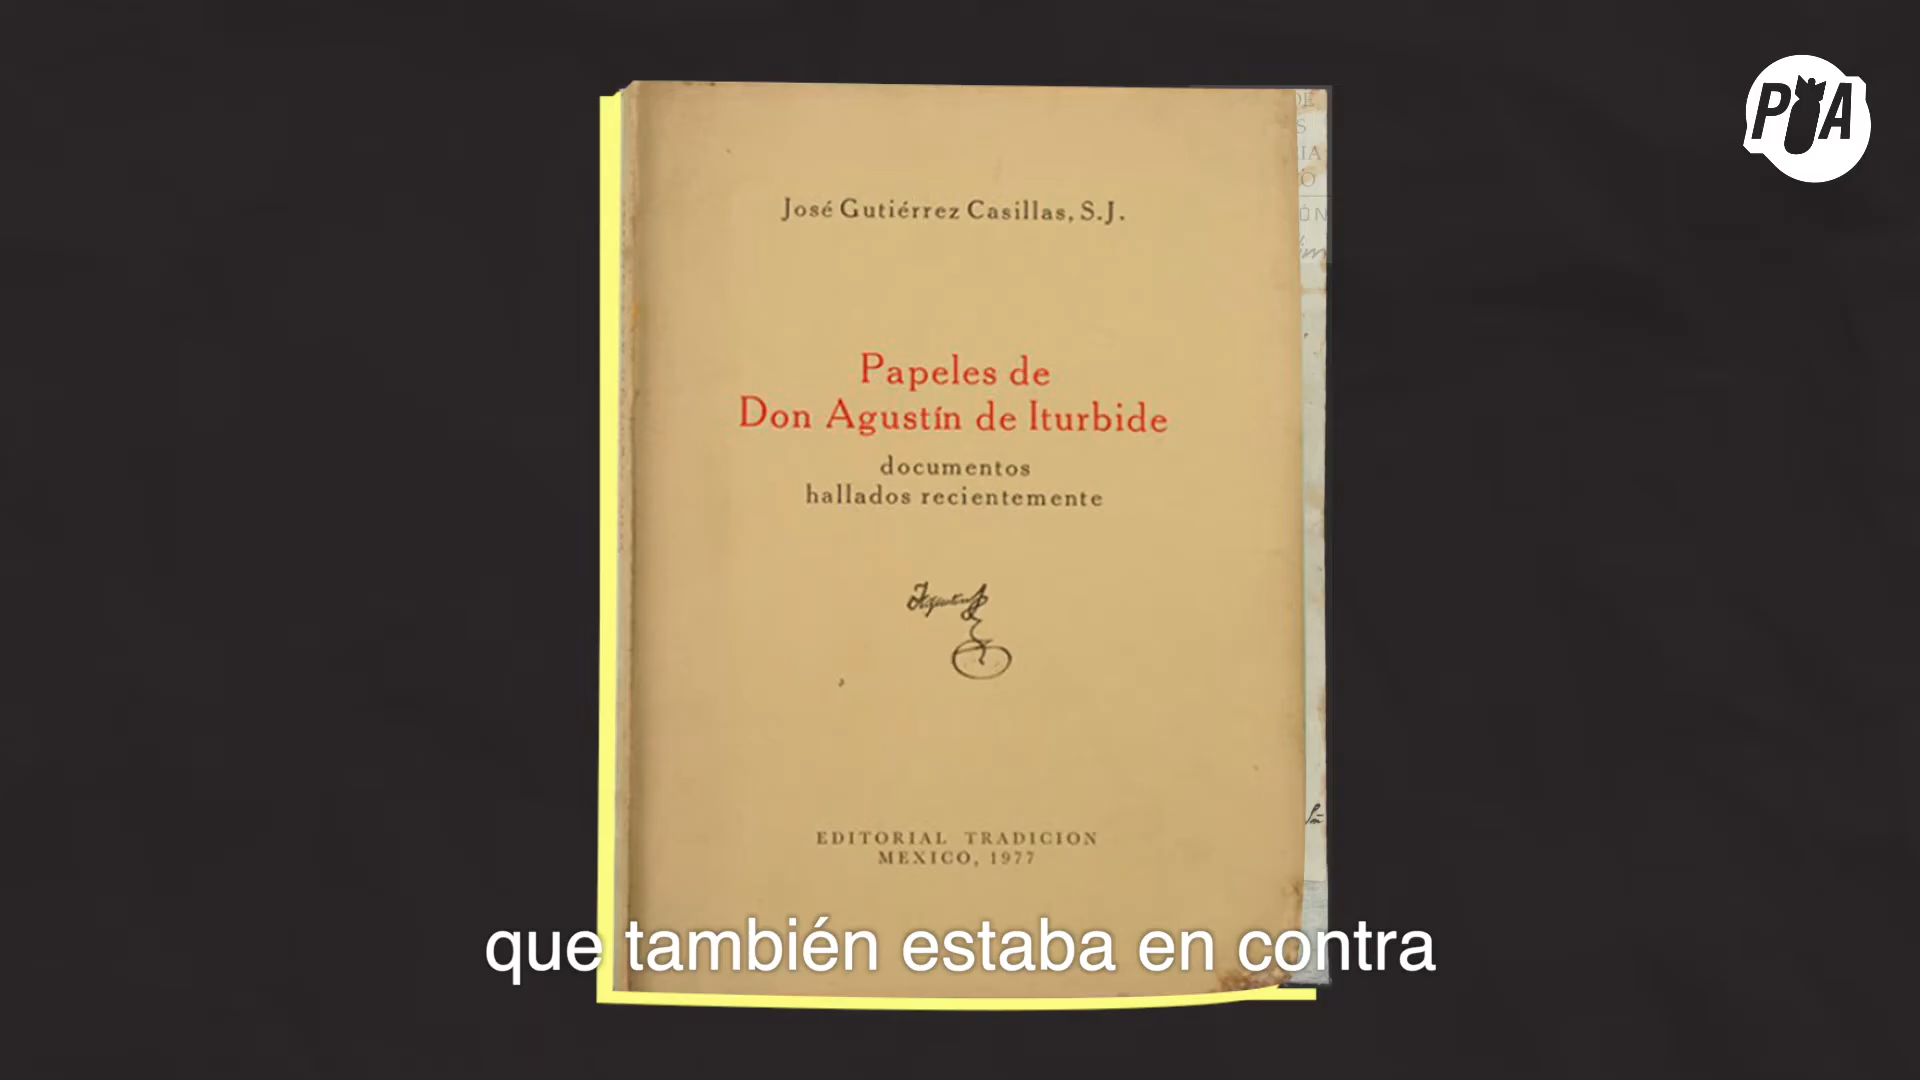 PUA
José Gutiérrez Casillas, S.J.
Papeles de
Don Agustín de Iturbide
documentos
hallados recientemente
EDITORIAL TRADICION
MEXICO, 1977
que también estaba en contra